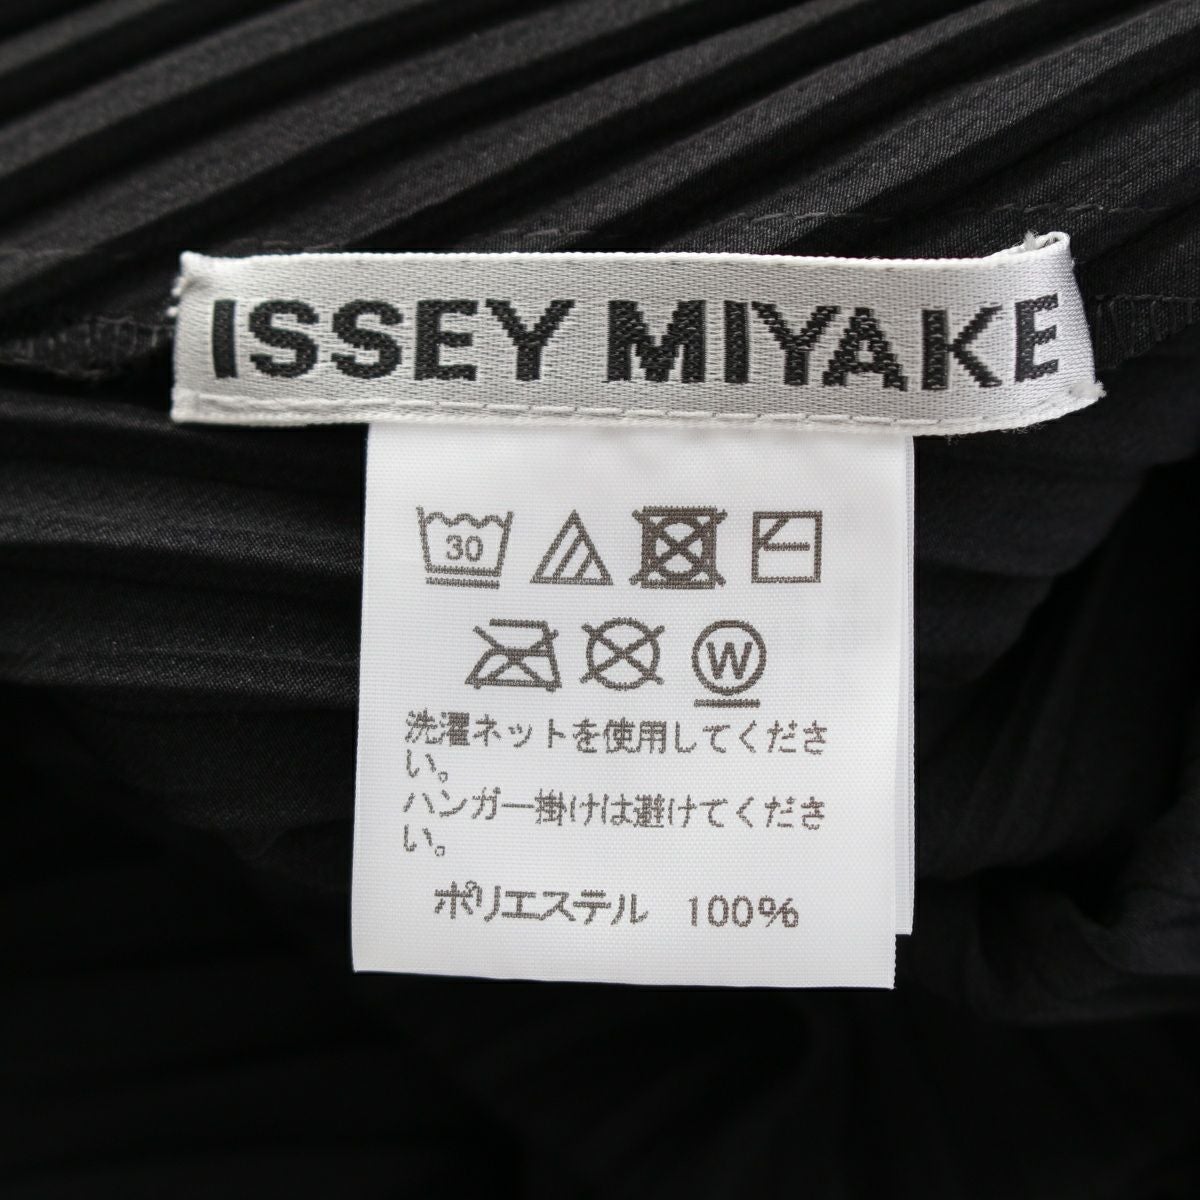 ISSEY MIYAKE
30
W
洗濯ネットを使用してくださ
い。
ハンガー掛けは避けてくださ
い。
ポリエステル 100%